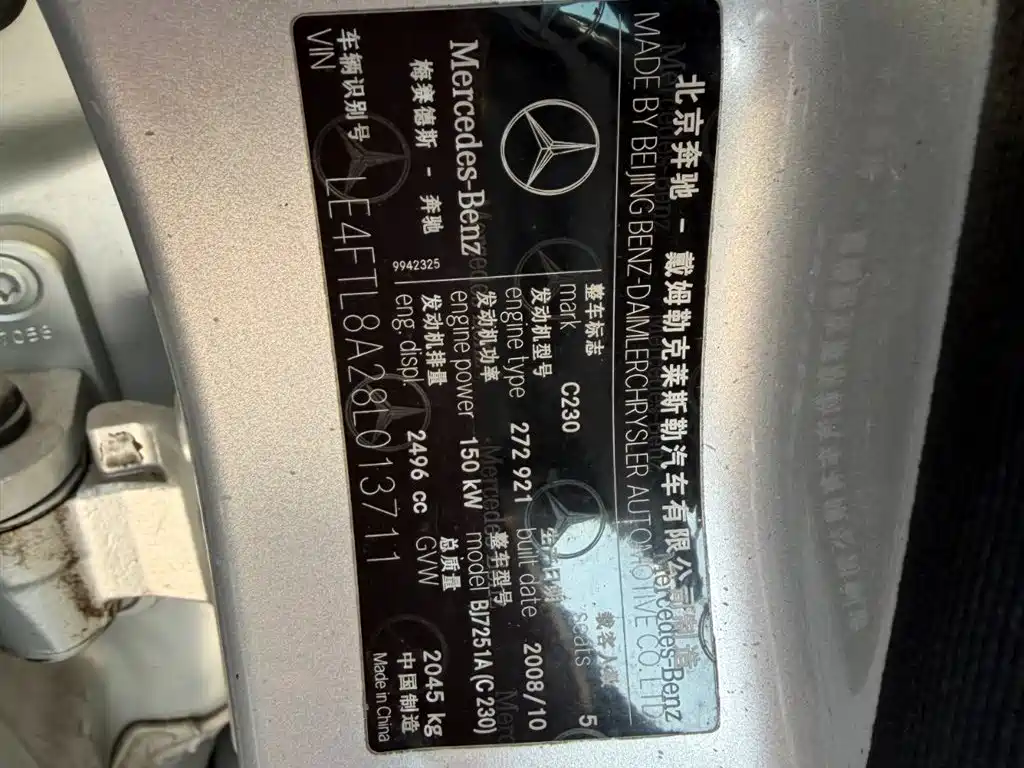 北京奔驰 - 戴姆勒克莱斯勒汽车有限公司
MADE BY BEIJING BENZ-DAIMLERCHRYSLER AUTOMOTIVE CO. LTD
整车标志
mark C230
载客人数
seats 5
发动机型号
engine type 272 921
生产日期
built date 2008/10
Mercedes-Benz
梅赛德斯 - 奔驰
9942325
发动机功率
engine power 150 kW
整车型号
model BJ7251A (C 230)
发动机排量
eng. displ 2496 cc
总质量
GVW 2045 kg
车辆识别号
VIN LE4FTL8A28L013711
中国制造
Made in China